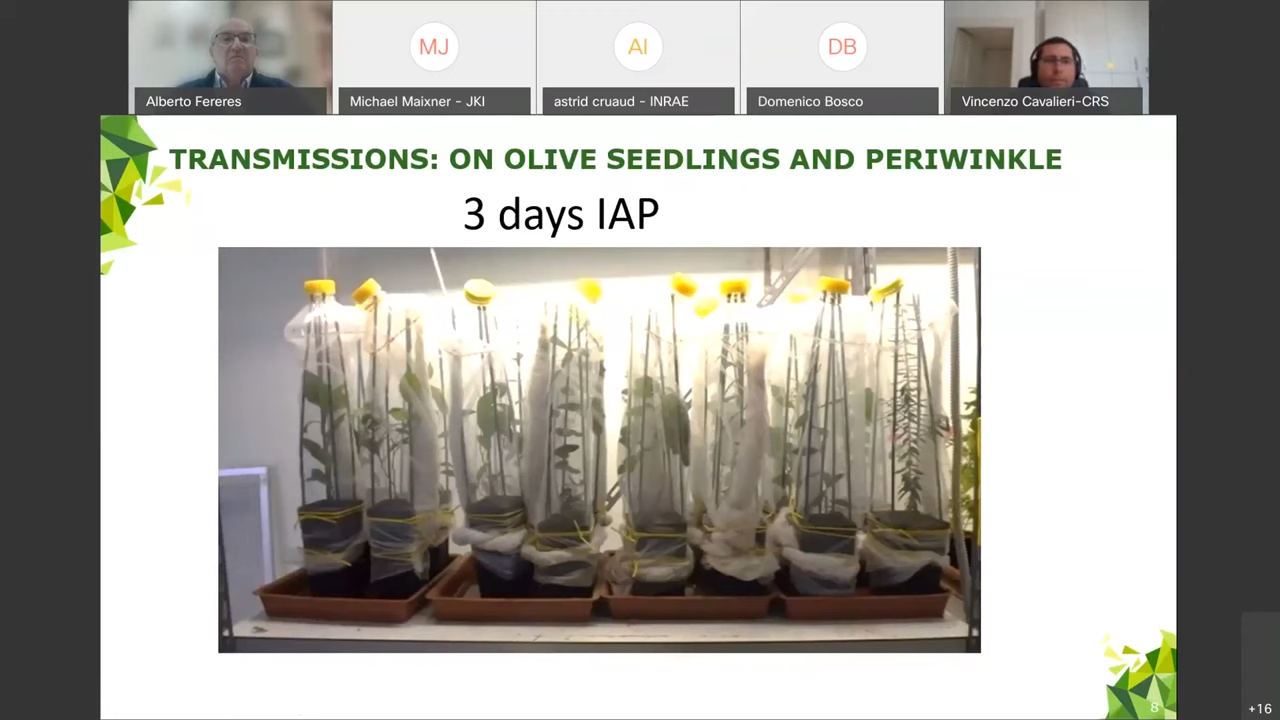 MJ
AI
DB
Alberto Fereres
Michael Maixner - JKI
astrid cruaud - INRAE
Domenico Bosco
Vincenzo Cavalieri-CRS
TRANSMISSIONS: ON OLIVE SEEDLINGS AND PERIWINKLE
3 days IAP
8
+16